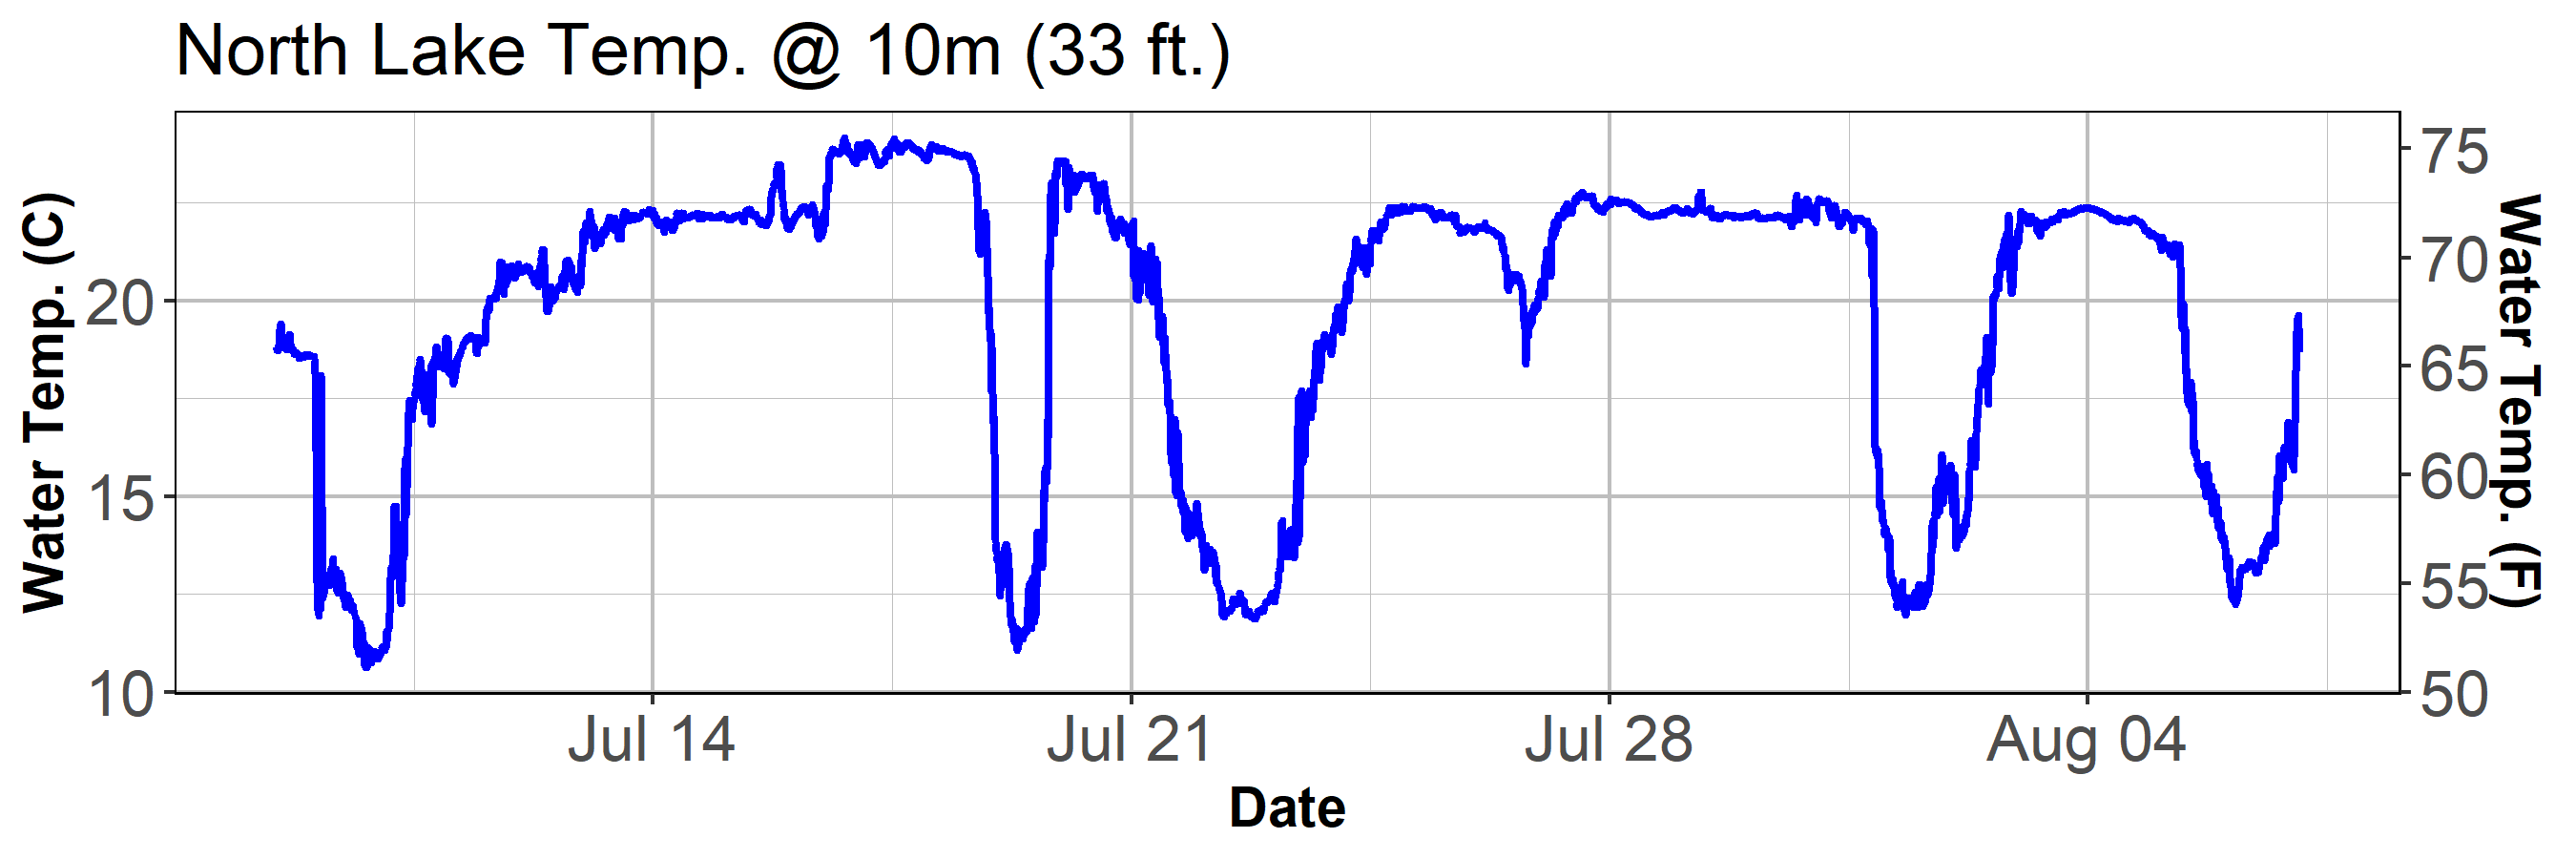 North Lake Temp. @ 10m (33 ft.)
Water Temp. (C)
20
15
10
75
70
65
60
55
50
Water Temp. (F)
Jul 14
Jul 21
Jul 28
Aug 04
Date